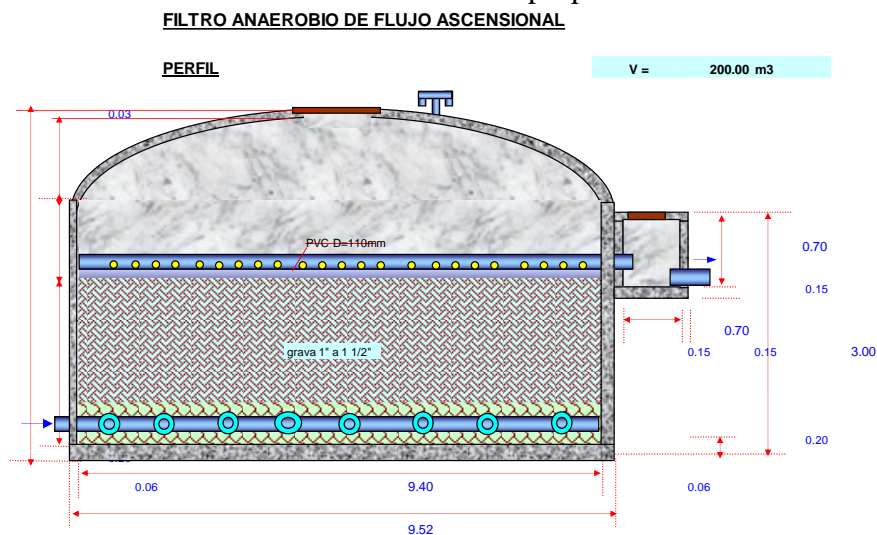 FILTRO ANAEROBIO DE FLUJO ASCENSIONAL
PERFIL
V = 200.00 m3
0.03
PVC D=110mm
0.70
0.15
0.70
grava 1" a 1 1/2"
0.15 0.15 3.00
0.20
0.06 9.40 0.06
9.52